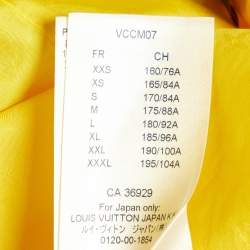 VCCM07
FR CH
XXS 160/76A
XS 165/84A
S 170/84A
M 175/88A
L 180/92A
XL 185/96A
XXL 190/100A
XXXL 195/104A
CA 36929
For Japan only:
LOUIS VUITTON JAPAN K.K
ルイ・ヴィトン ジャパン(株)
0120-00-1854